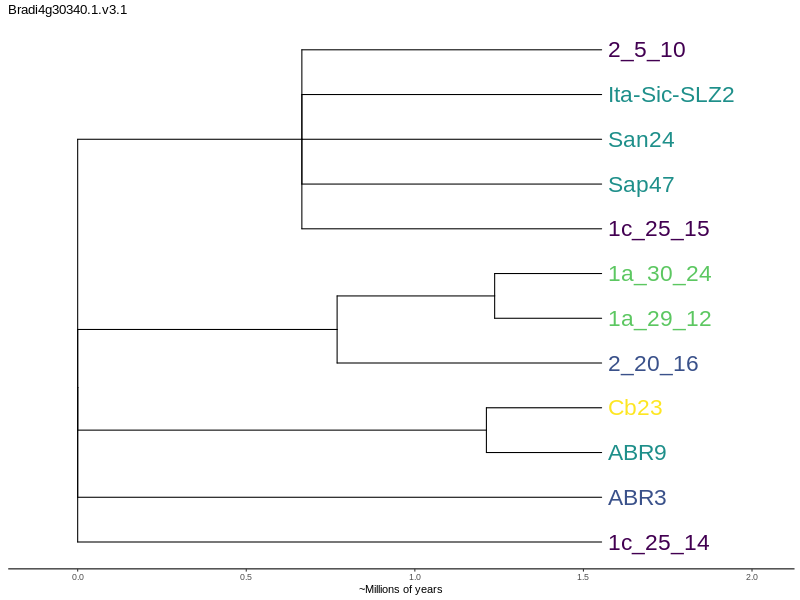 Bradi4g30340.1.v3.1
2_5_10
Ita-Sic-SLZ2
San24
Sap47
1c_25_15
1a_30_24
1a_29_12
2_20_16
Cb23
ABR9
ABR3
1c_25_14
0.0 0.5 1.0 1.5 2.0
~Millions of years